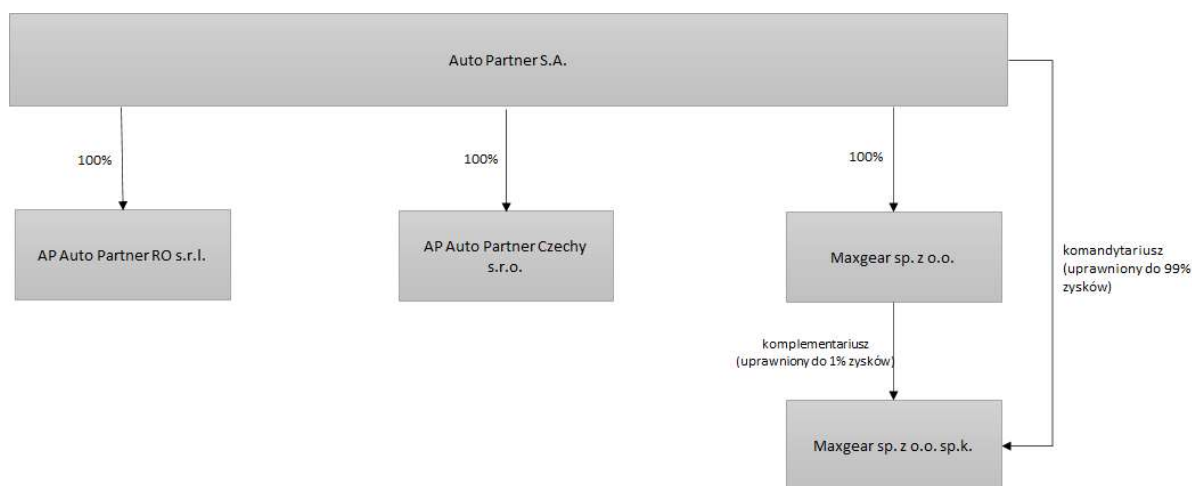 Auto Partner S.A.
100%
100%
100%
AP Auto Partner RO s.r.l.
AP Auto Partner Czechy
s.r.o.
Maxgear sp. z o.o.
komandytariusz
(uprawniony do 99%
zysków)
komplementariusz
(uprawniony do 1% zysków)
Maxgear sp. z o.o. sp.k.